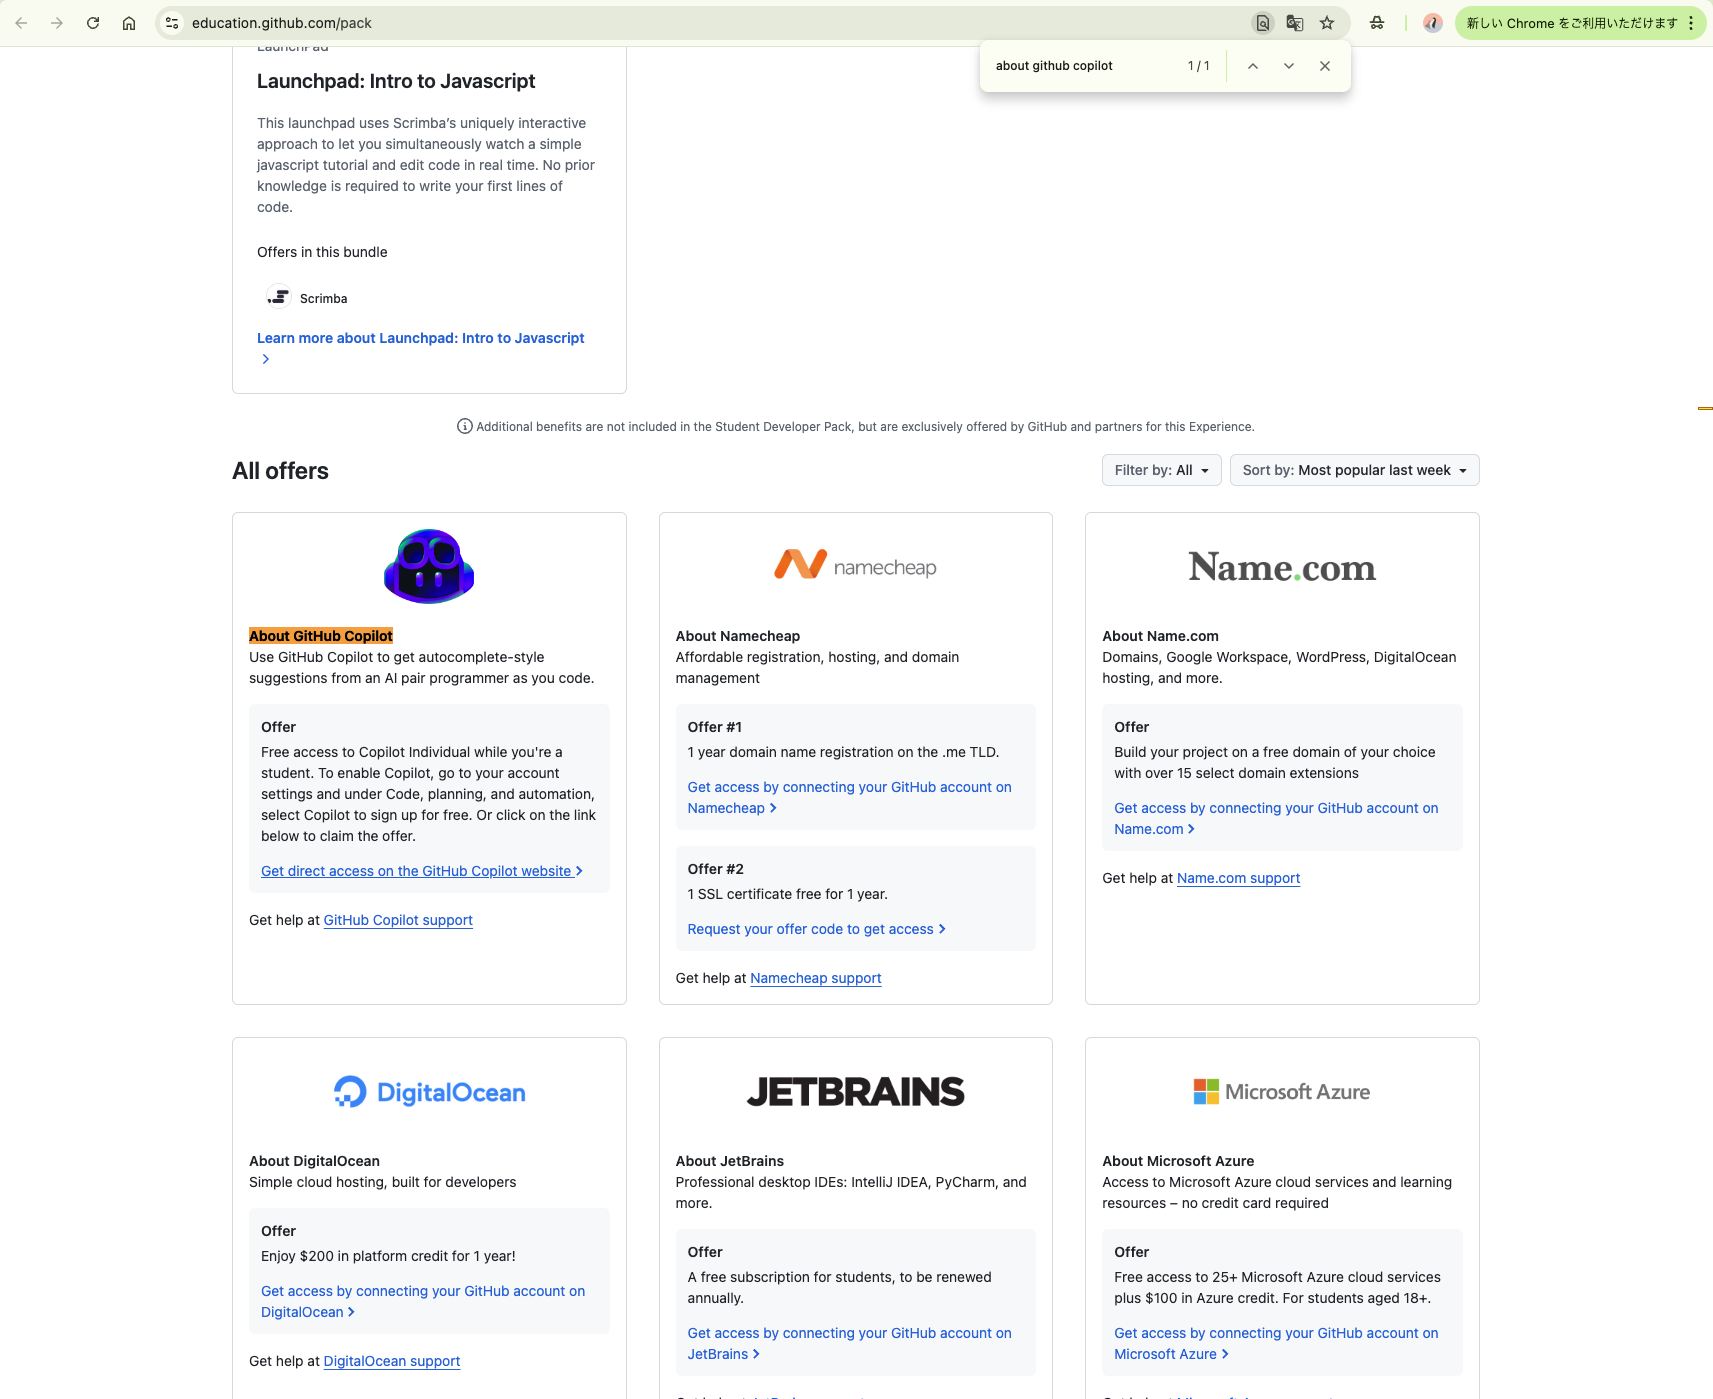 education.github.com/pack
新しい Chrome をご利用いただけます
about github copilot
1 / 1
LaunchPad
Launchpad: Intro to Javascript
This launchpad uses Scrimba's uniquely interactive
approach to let you simultaneously watch a simple
javascript tutorial and edit code in real time. No prior
knowledge is required to write your first lines of
code.
Offers in this bundle
Scrimba
Learn more about Launchpad: Intro to Javascript
Additional benefits are not included in the Student Developer Pack, but are exclusively offered by GitHub and partners for this Experience.
All offers
Filter by: All
Sort by: Most popular last week
About GitHub Copilot
Use GitHub Copilot to get autocomplete-style
suggestions from an AI pair programmer as you code.
Offer
Free access to Copilot Individual while you're a
student. To enable Copilot, go to your account
settings and under Code, planning, and automation,
select Copilot to sign up for free. Or click on the link
below to claim the offer.
Get direct access on the GitHub Copilot website
Get help at GitHub Copilot support
namecheap
About Namecheap
Affordable registration, hosting, and domain
management
Offer #1
1 year domain name registration on the .me TLD.
Get access by connecting your GitHub account on
Namecheap
Offer #2
1 SSL certificate free for 1 year.
Request your offer code to get access
Get help at Namecheap support
Name.com
About Name.com
Domains, Google Workspace, WordPress, DigitalOcean
hosting, and more.
Offer
Build your project on a free domain of your choice
with over 15 select domain extensions
Get access by connecting your GitHub account on
Name.com
Get help at Name.com support
DigitalOcean
About DigitalOcean
Simple cloud hosting, built for developers
Offer
Enjoy $200 in platform credit for 1 year!
Get access by connecting your GitHub account on
DigitalOcean
Get help at DigitalOcean support
JETBRAINS
About JetBrains
Professional desktop IDEs: IntelliJ IDEA, PyCharm, and
more.
Offer
A free subscription for students, to be renewed
annually.
Get access by connecting your GitHub account on
JetBrains
Microsoft Azure
About Microsoft Azure
Access to Microsoft Azure cloud services and learning
resources – no credit card required
Offer
Free access to 25+ Microsoft Azure cloud services
plus $100 in Azure credit. For students aged 18+.
Get access by connecting your GitHub account on
Microsoft Azure